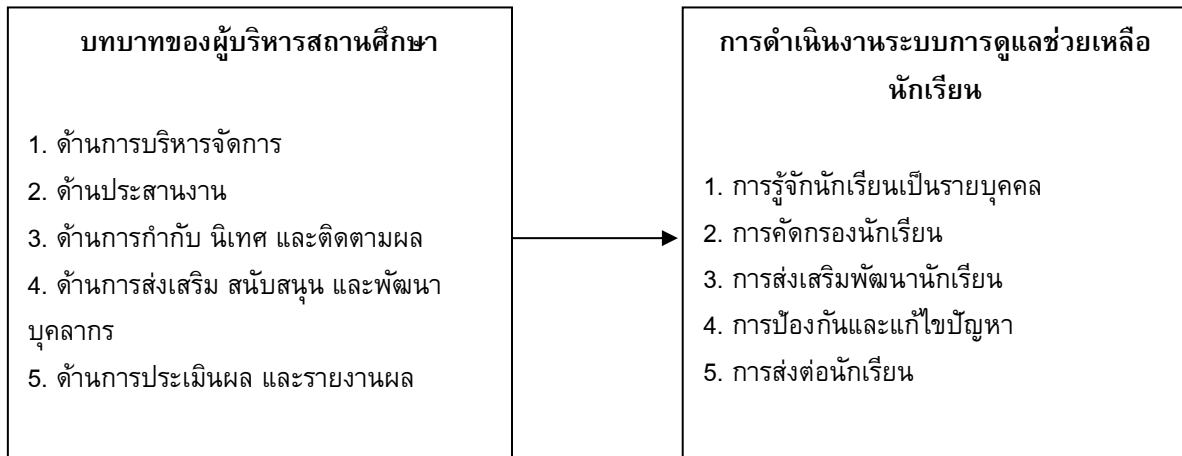 บทบาทของผู้บริหารสถานศึกษา
1. ด้านการบริหารจัดการ
2. ด้านประสานงาน
3. ด้านการกำกับ นิเทศ และติดตามผล
4. ด้านการส่งเสริม สนับสนุน และพัฒนา
บุคลากร
5. ด้านการประเมินผล และรายงานผล
การดำเนินงานระบบการดูแลช่วยเหลือ
นักเรียน
1. การรู้จักนักเรียนเป็นรายบุคคล
2. การคัดกรองนักเรียน
3. การส่งเสริมพัฒนานักเรียน
4. การป้องกันและแก้ไขปัญหา
5. การส่งต่อนักเรียน